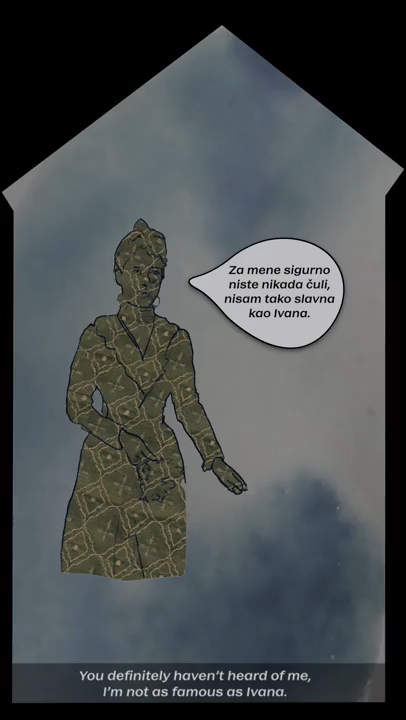 Za mene sigurno
niste nikada čuli,
nisam tako slavna
kao Ivana.
You definitely haven't heard of me,
I'm not as famous as Ivana.